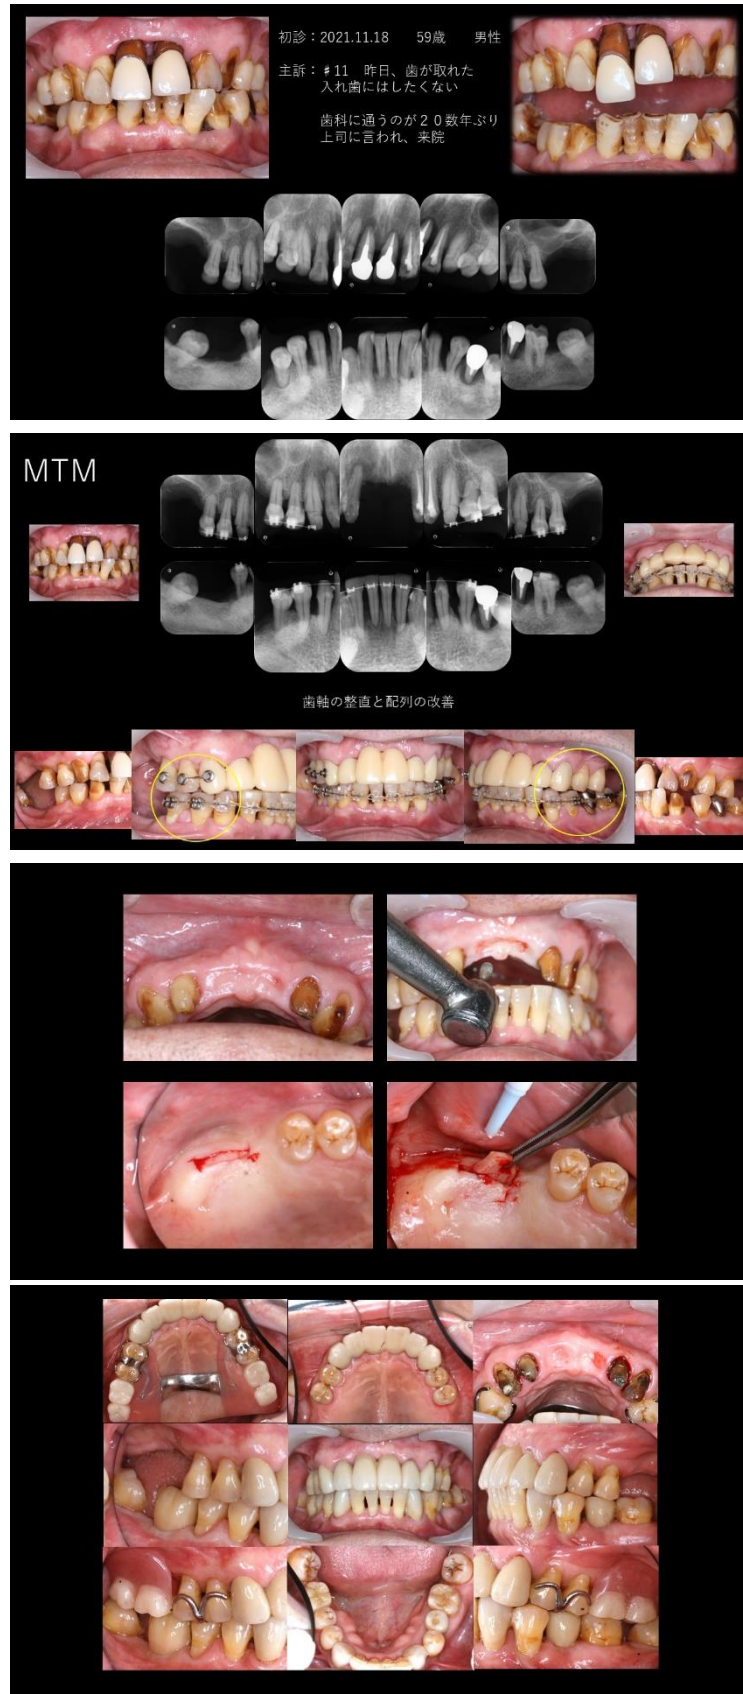 初診：2021.11.18　59歳　男性
主訴：♯11　昨日、歯が取れた
入れ歯にはしたくない
歯科に通うのが２０数年ぶり
上司に言われ、来院
MTM
歯軸の整直と配列の改善